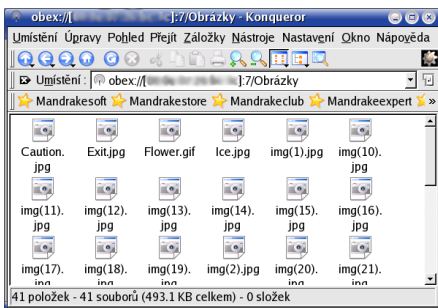 obex://[ ]:7/Obrázky - Konqueror
Umístění Úpravy Pohled Přejít Záložky Nástroje Nastavení Okno Nápověda
Umístění: obex://[ ]:7/Obrázky
Mandrakesoft Mandrakestore Mandrakeclub Mandrakeexpert »
Caution.jpg Exit.jpg Flower.gif Ice.jpg img(1).jpg img(10).jpg
img(11).jpg img(12).jpg img(13).jpg img(14).jpg img(15).jpg img(16).jpg
img(17). img(18). img(19). img(2).jpg img(20). img(21).
41 položek - 41 souborů (493.1 KB celkem) - 0 složek